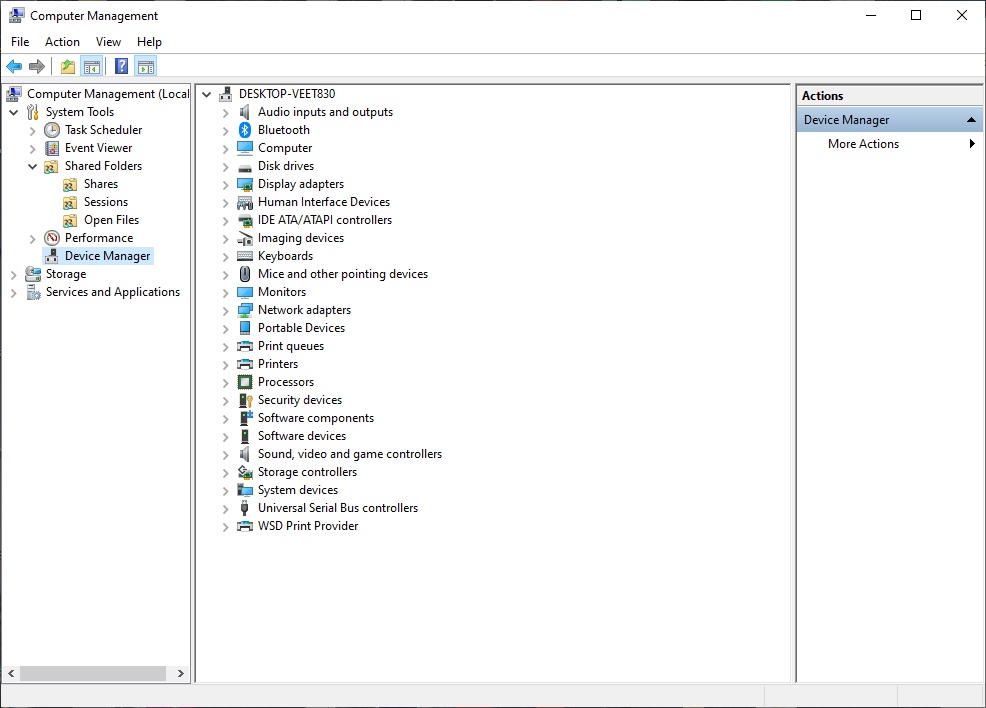 Computer Management
File Action View Help
Computer Management (Local
System Tools
Task Scheduler
Event Viewer
Shared Folders
Shares
Sessions
Open Files
Performance
Device Manager
Storage
Services and Applications
DESKTOP-VEET830
Audio inputs and outputs
Bluetooth
Computer
Disk drives
Display adapters
Human Interface Devices
IDE ATA/ATAPI controllers
Imaging devices
Keyboards
Mice and other pointing devices
Monitors
Network adapters
Portable Devices
Print queues
Printers
Processors
Security devices
Software components
Software devices
Sound, video and game controllers
Storage controllers
System devices
Universal Serial Bus controllers
WSD Print Provider
Actions
Device Manager
More Actions